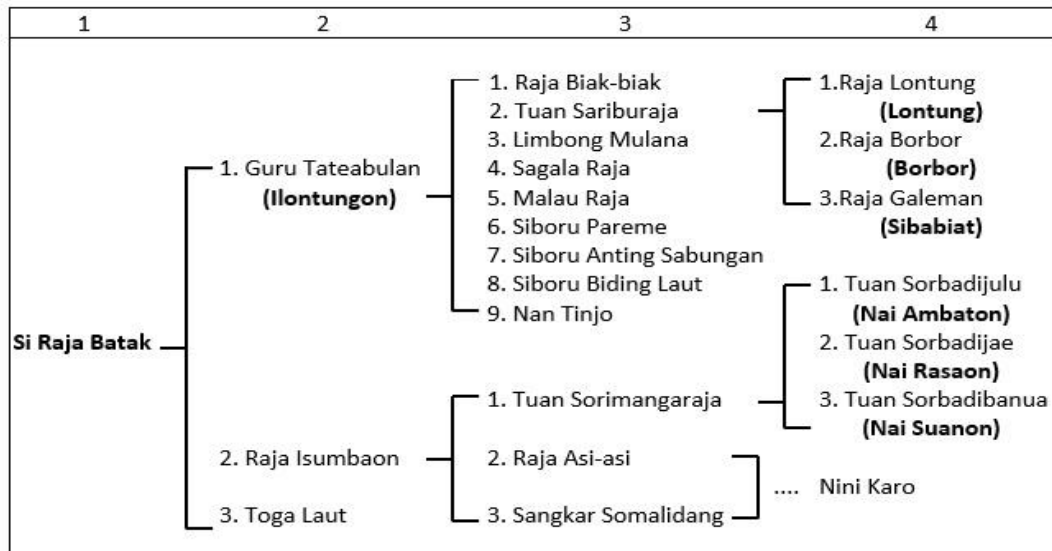 1 2 3 4
1. Raja Biak-biak 1.Raja Lontung
2. Tuan Sariburaja (Lontung)
3. Limbong Mulana 2.Raja Borbor
1. Guru Tateabulan 4. Sagala Raja (Borbor)
(Ilontungon) 5. Malau Raja 3.Raja Galeman
6. Siboru Pareme (Sibabiat)
7. Siboru Anting Sabungan
8. Siboru Biding Laut 1. Tuan Sorbadijulu
9. Nan Tinjo (Nai Ambaton)
Si Raja Batak 2. Tuan Sorbadijae
(Nai Rasaon)
1. Tuan Sorimangaraja 3. Tuan Sorbadibanua
(Nai Suanon)
2. Raja Isumbaon 2. Raja Asi-asi
.... Nini Karo
3. Toga Laut 3. Sangkar Somalidang